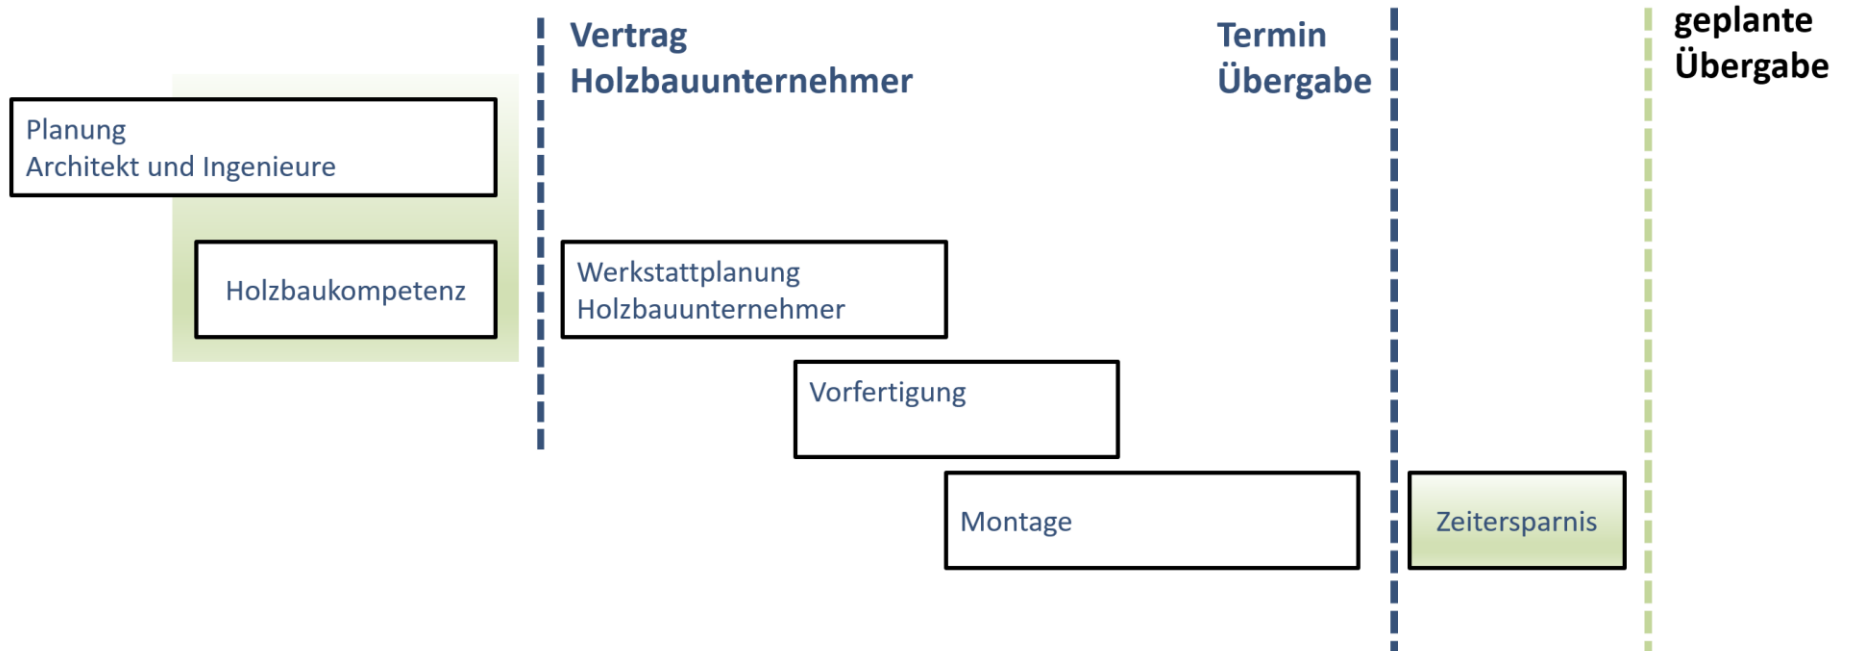 Vertrag
Holzbauunternehmer
Termin
Übergabe
geplante
Übergabe
Planung
Architekt und Ingenieure
Holzbaukompetenz
Werkstattplanung
Holzbauunternehmer
Vorfertigung
Montage
Zeitersparnis